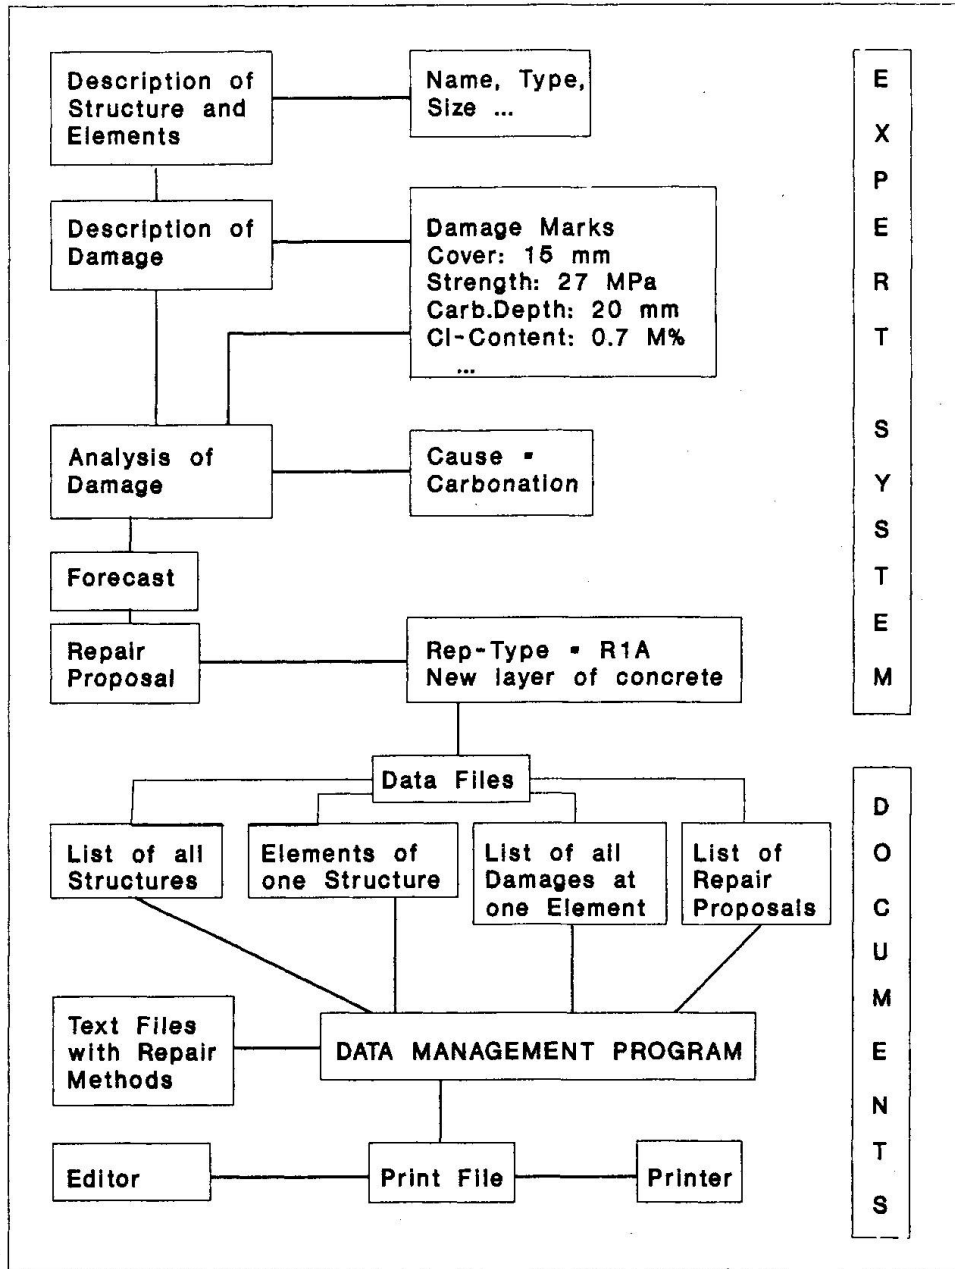 Description of
Structure and
Elements
Name, Type,
Size ...
Description of
Damage
Damage Marks
Cover: 15 mm
Strength: 27 MPa
Carb.Depth: 20 mm
Cl-Content: 0.7 M%
...
Analysis of
Damage
Cause =
Carbonation
Forecast
Repair
Proposal
Rep-Type = R1A
New layer of concrete
EXPERT SYSTEM
Data Files
List of all
Structures
Elements of
one Structure
List of all
Damages at
one Element
List of
Repair
Proposals
Text Files
with Repair
Methods
DATA MANAGEMENT PROGRAM
Editor
Print File
Printer
DOCUMENTS